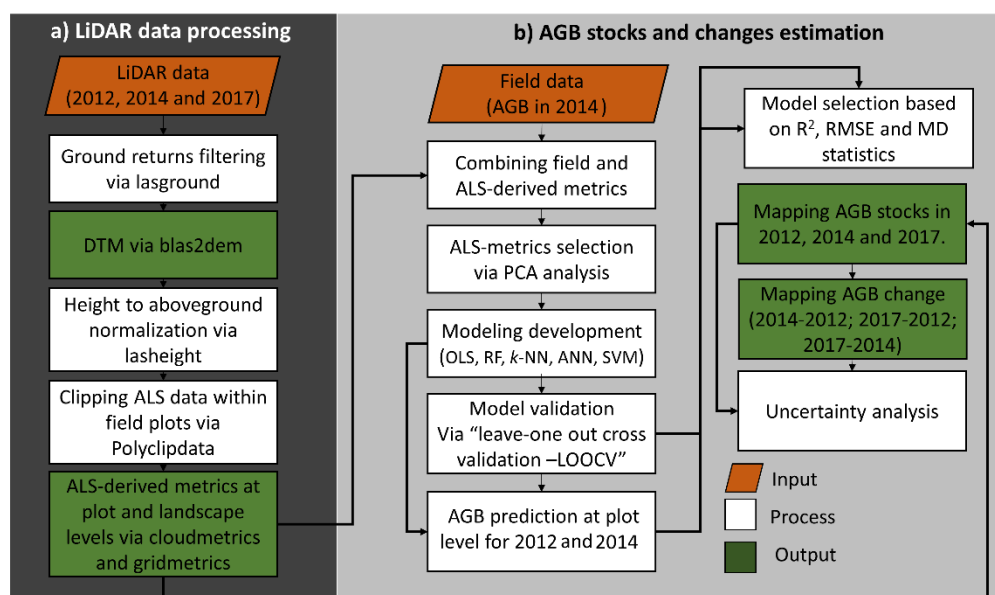 a) LiDAR data processing
LiDAR data
(2012, 2014 and 2017)
Ground returns filtering
via lasground
DTM via blas2dem
Height to aboveground
normalization via
lasheight
Clipping ALS data within
field plots via
Polyclipdata
ALS-derived metrics at
plot and landscape
levels via cloudmetrics
and gridmetrics
b) AGB stocks and changes estimation
Field data
(AGB in 2014)
Combining field and
ALS-derived metrics
ALS-metrics selection
via PCA analysis
Modeling development
(OLS, RF, k-NN, ANN, SVM)
Model validation
Via “leave-one out cross
validation –LOOCV”
AGB prediction at plot
level for 2012 and 2014
Model selection based
on R², RMSE and MD
statistics
Mapping AGB stocks in
2012, 2014 and 2017.
Mapping AGB change
(2014-2012; 2017-2012;
2017-2014)
Uncertainty analysis
Input
Process
Output